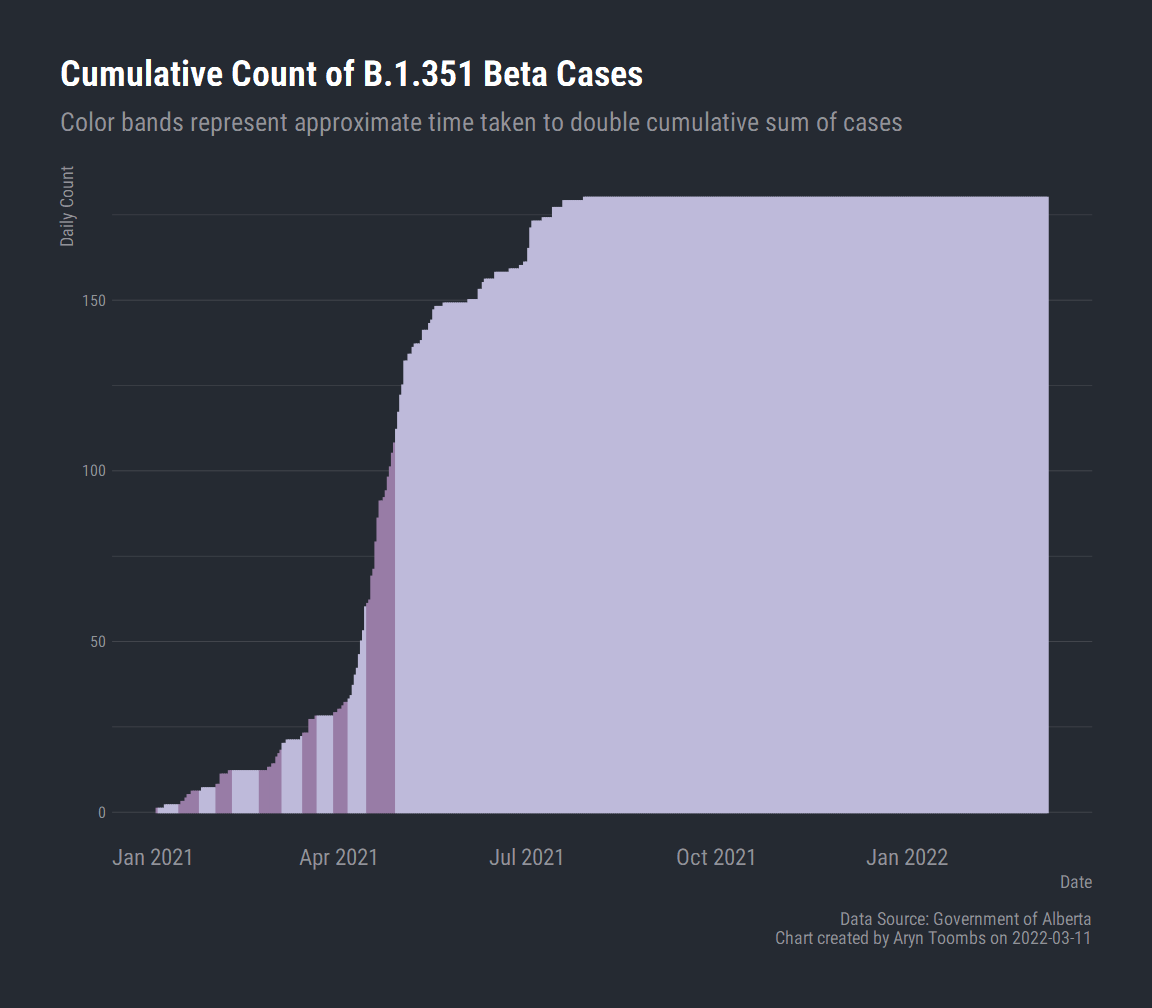 Cumulative Count of B.1.351 Beta Cases
Color bands represent approximate time taken to double cumulative sum of cases
Daily Count
150
100
50
0
Jan 2021 Apr 2021 Jul 2021 Oct 2021 Jan 2022
Date
Data Source: Government of Alberta
Chart created by Aryn Toombs on 2022-03-11